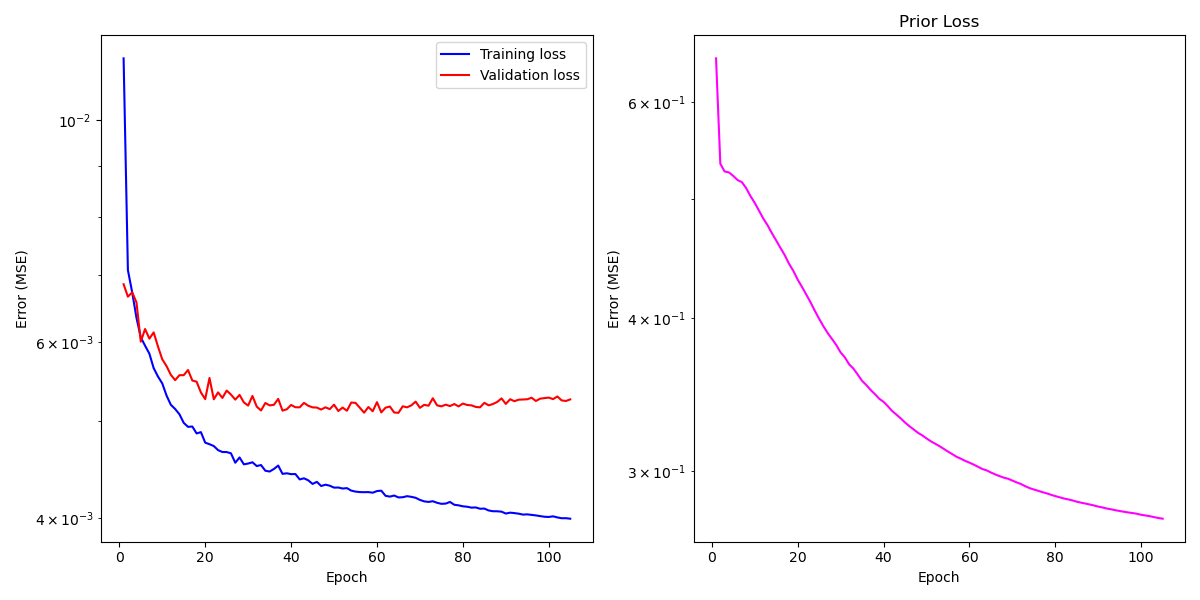 Training loss
Validation loss
10⁻²
6 × 10⁻³
4 × 10⁻³
Error (MSE)
0 20 40 60 80 100
Epoch
Prior Loss
6 × 10⁻¹
4 × 10⁻¹
3 × 10⁻¹
Error (MSE)
0 20 40 60 80 100
Epoch